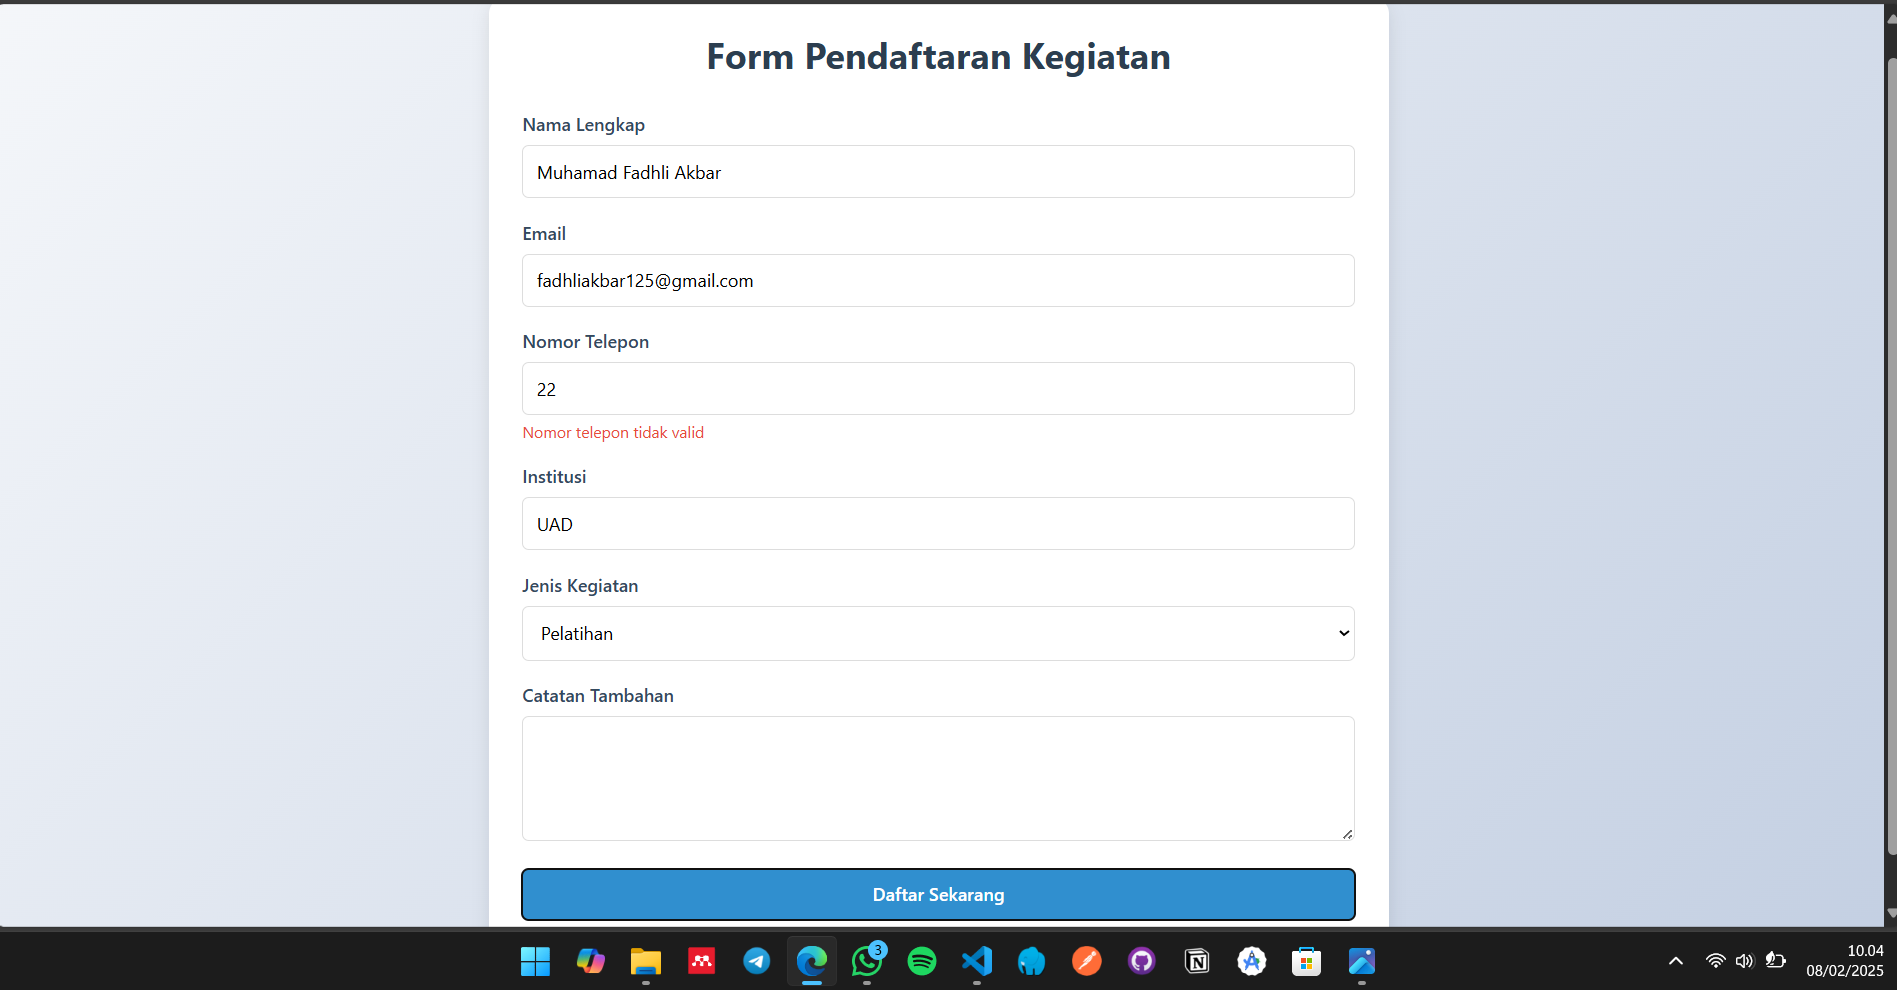 Form Pendaftaran Kegiatan
Nama Lengkap
Muhamad Fadhli Akbar
Email
fadhliakbar125@gmail.com
Nomor Telepon
22
Nomor telepon tidak valid
Institusi
UAD
Jenis Kegiatan
Pelatihan
Catatan Tambahan
Daftar Sekarang
3
10.04
08/02/2025